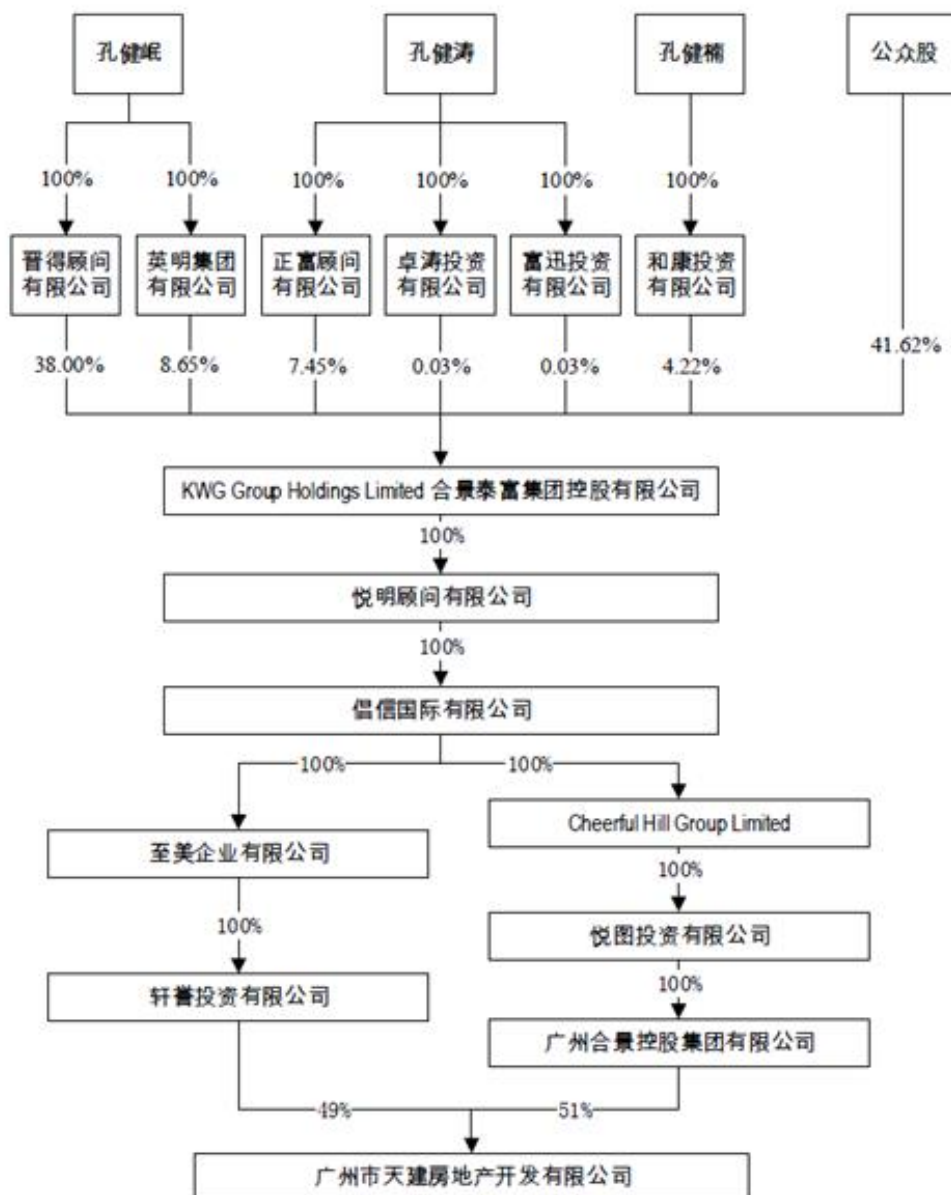 孔健岷
孔健涛
孔健楠
公众股
100%
100%
100%
100%
100%
100%
晋得顾问
有限公司
英明集团
有限公司
正富顾问
有限公司
卓涛投资
有限公司
富迅投资
有限公司
和康投资
有限公司
38.00%
8.65%
7.45%
0.03%
0.03%
4.22%
41.62%
KWG Group Holdings Limited 合景泰富集团控股有限公司
100%
悦明顾问有限公司
100%
倡信国际有限公司
100%
100%
至美企业有限公司
Cheerful Hill Group Limited
100%
100%
悦图投资有限公司
轩誉投资有限公司
100%
广州合景控股集团有限公司
49%
51%
广州市天建房地产开发有限公司